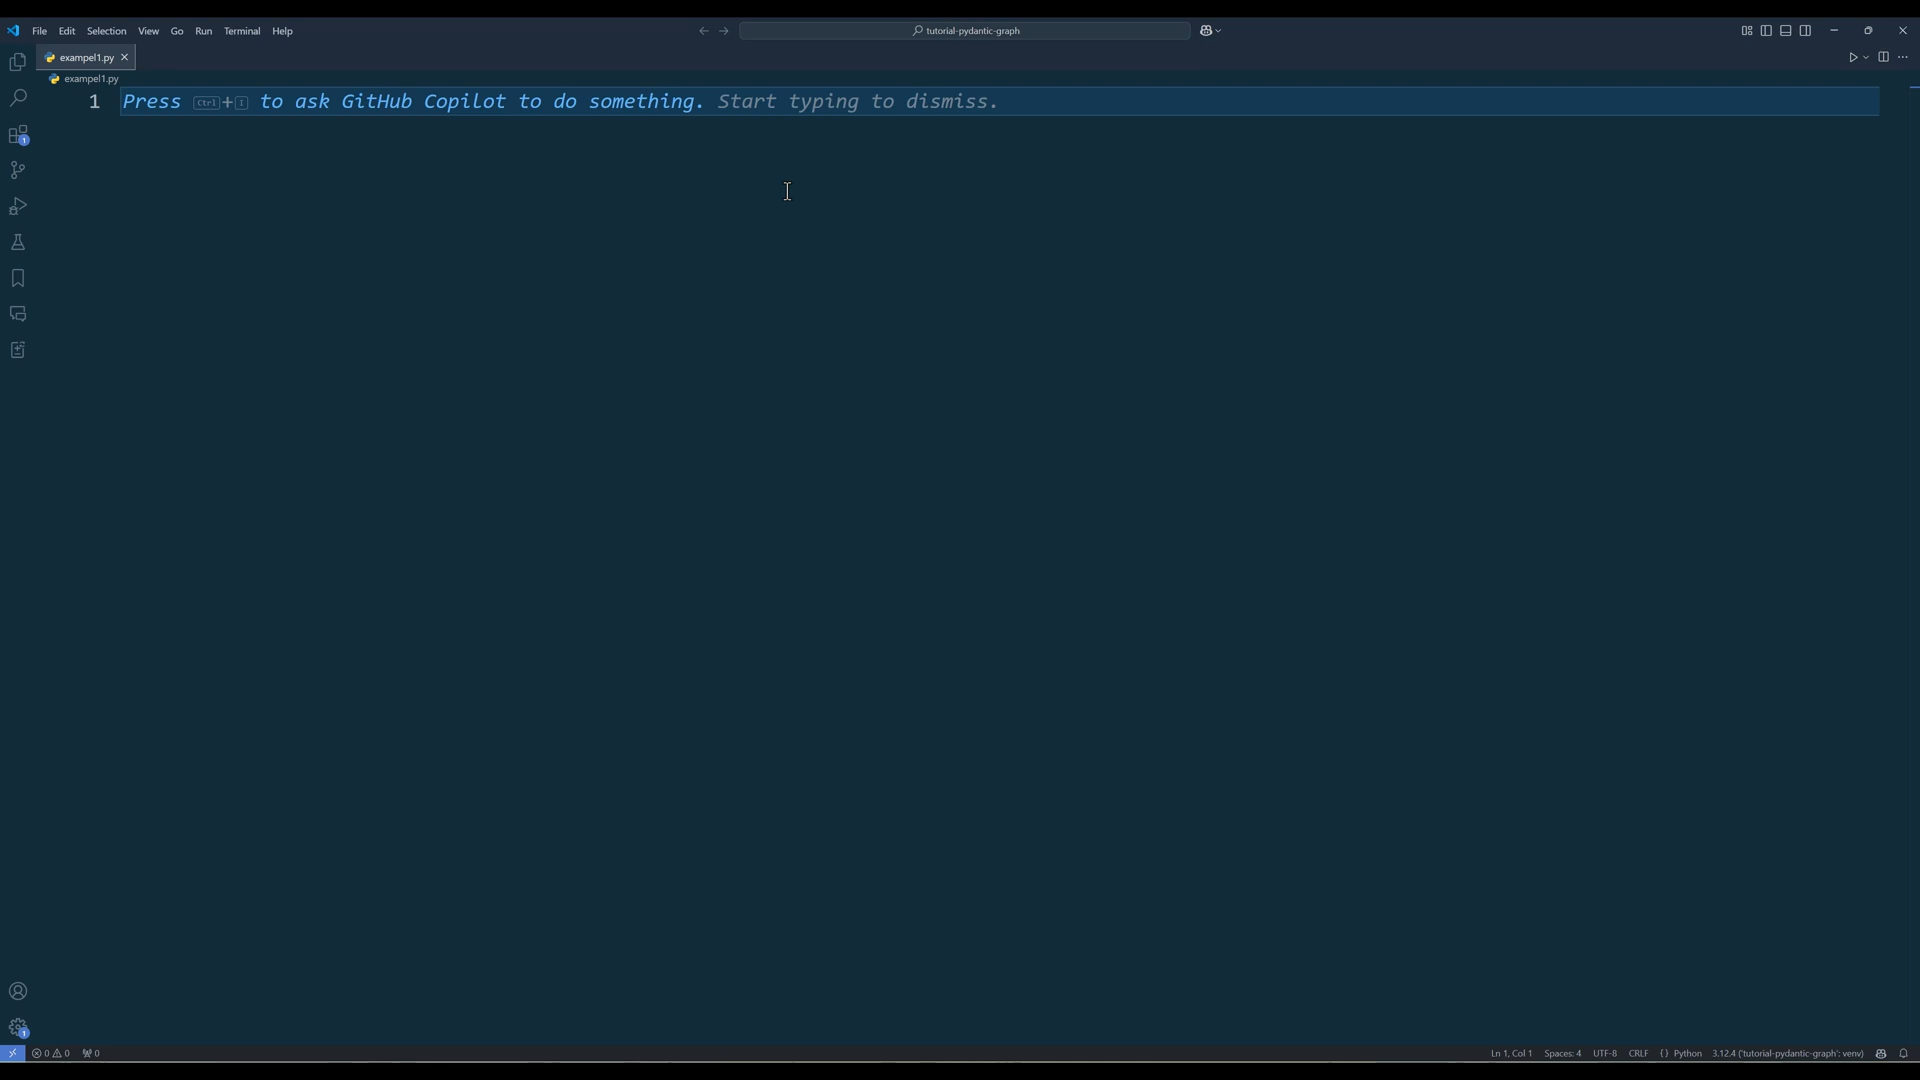 File Edit Selection View Go Run Terminal Help
tutorial-pydantic-graph
exampel1.py
exampel1.py
1 Press Ctrl+I to ask GitHub Copilot to do something. Start typing to dismiss.
1
1
0 0 0 Ln 1, Col 1 Spaces: 4 UTF-8 CRLF {} Python 3.12.4 ('tutorial-pydantic-graph': venv)